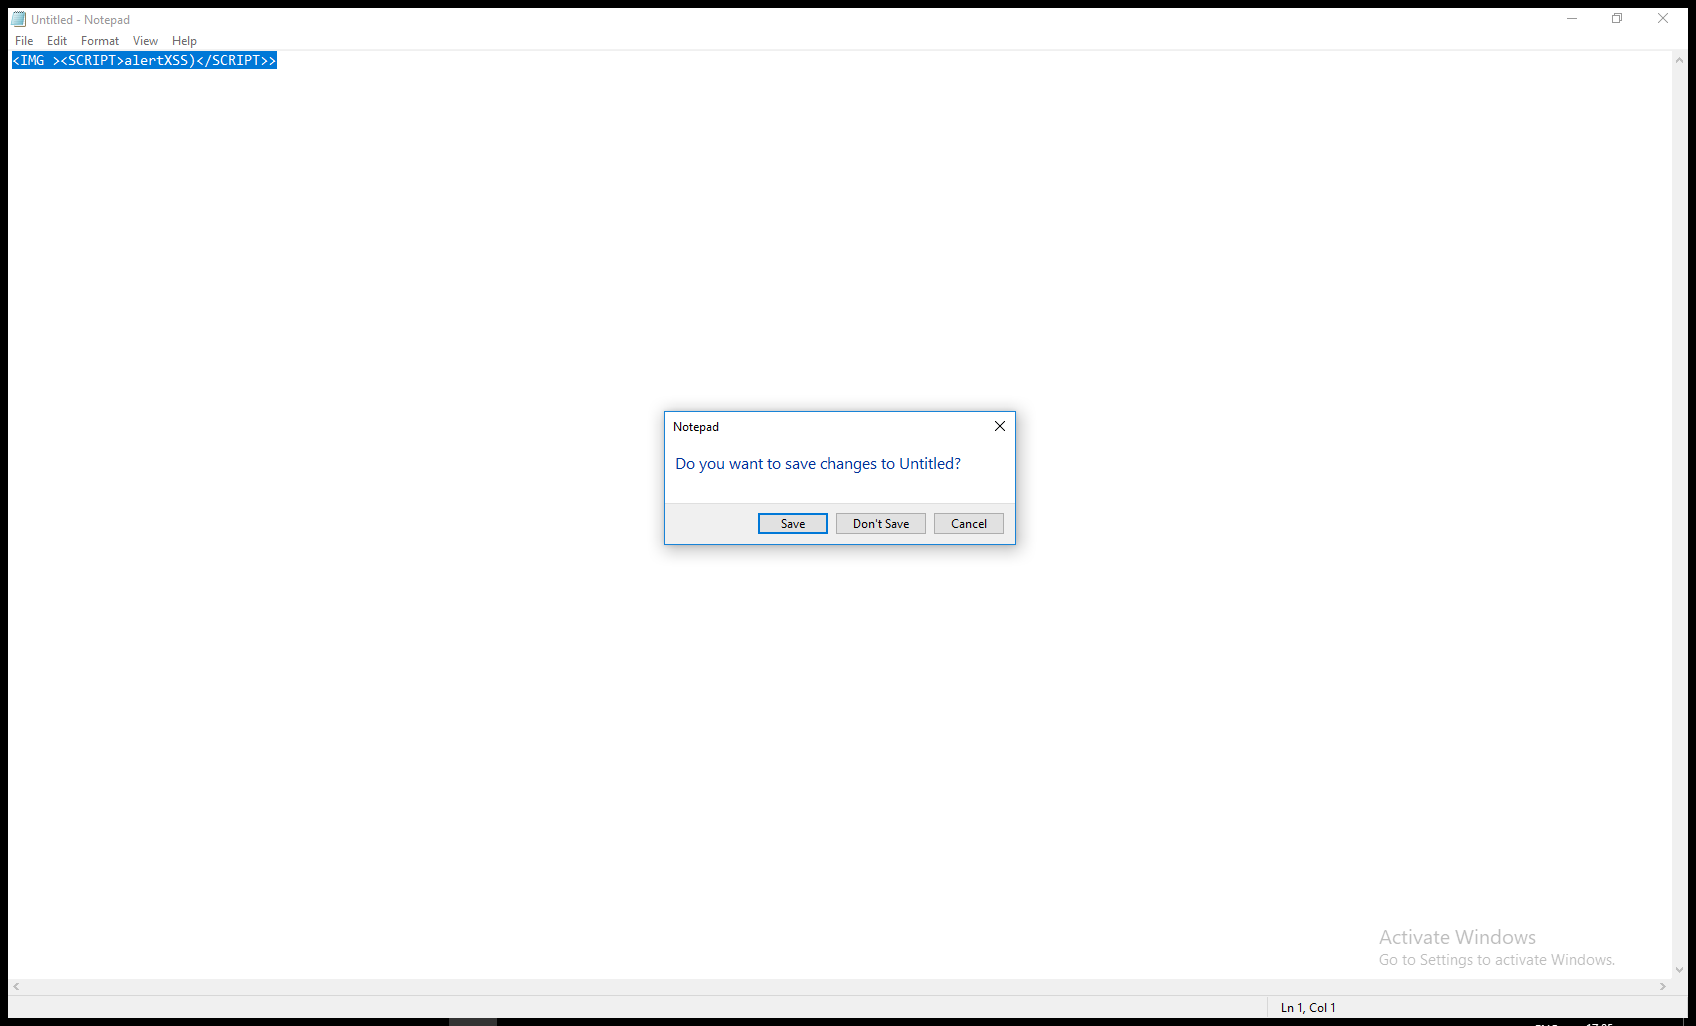 Untitled - Notepad
File Edit Format View Help
<IMG ><SCRIPT>alertXSS)</SCRIPT>>
Notepad
Do you want to save changes to Untitled?
Save Don't Save Cancel
Activate Windows
Go to Settings to activate Windows.
Ln 1, Col 1